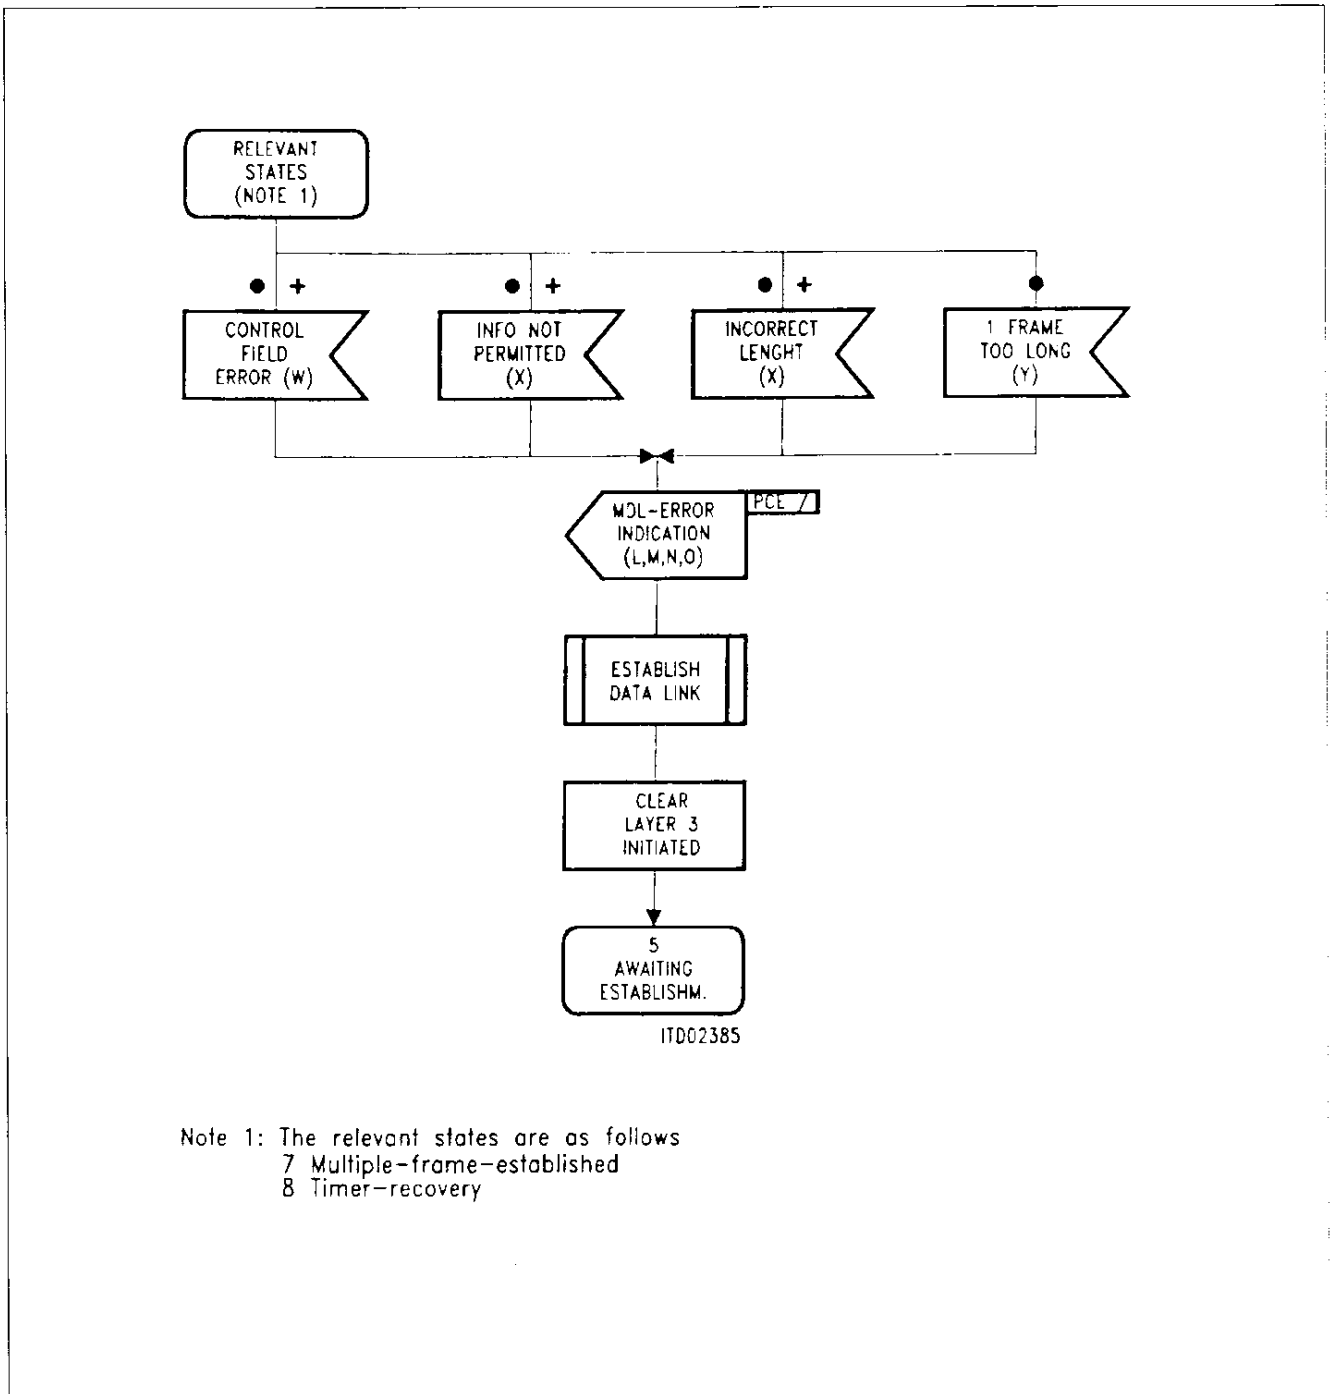 RELEVANT
STATES
(NOTE 1)
CONTROL
FIELD
ERROR (W)
INFO NOT
PERMITTED
(X)
INCORRECT
LENGHT
(X)
1 FRAME
TOO LONG
(Y)
MDL-ERROR
INDICATION
(L,M,N,O)
PCE 7
ESTABLISH
DATA LINK
CLEAR
LAYER 3
INITIATED
5
AWAITING
ESTABLISHM.
ITD02385
Note 1: The relevant states are as follows
7 Multiple-frame-established
8 Timer-recovery